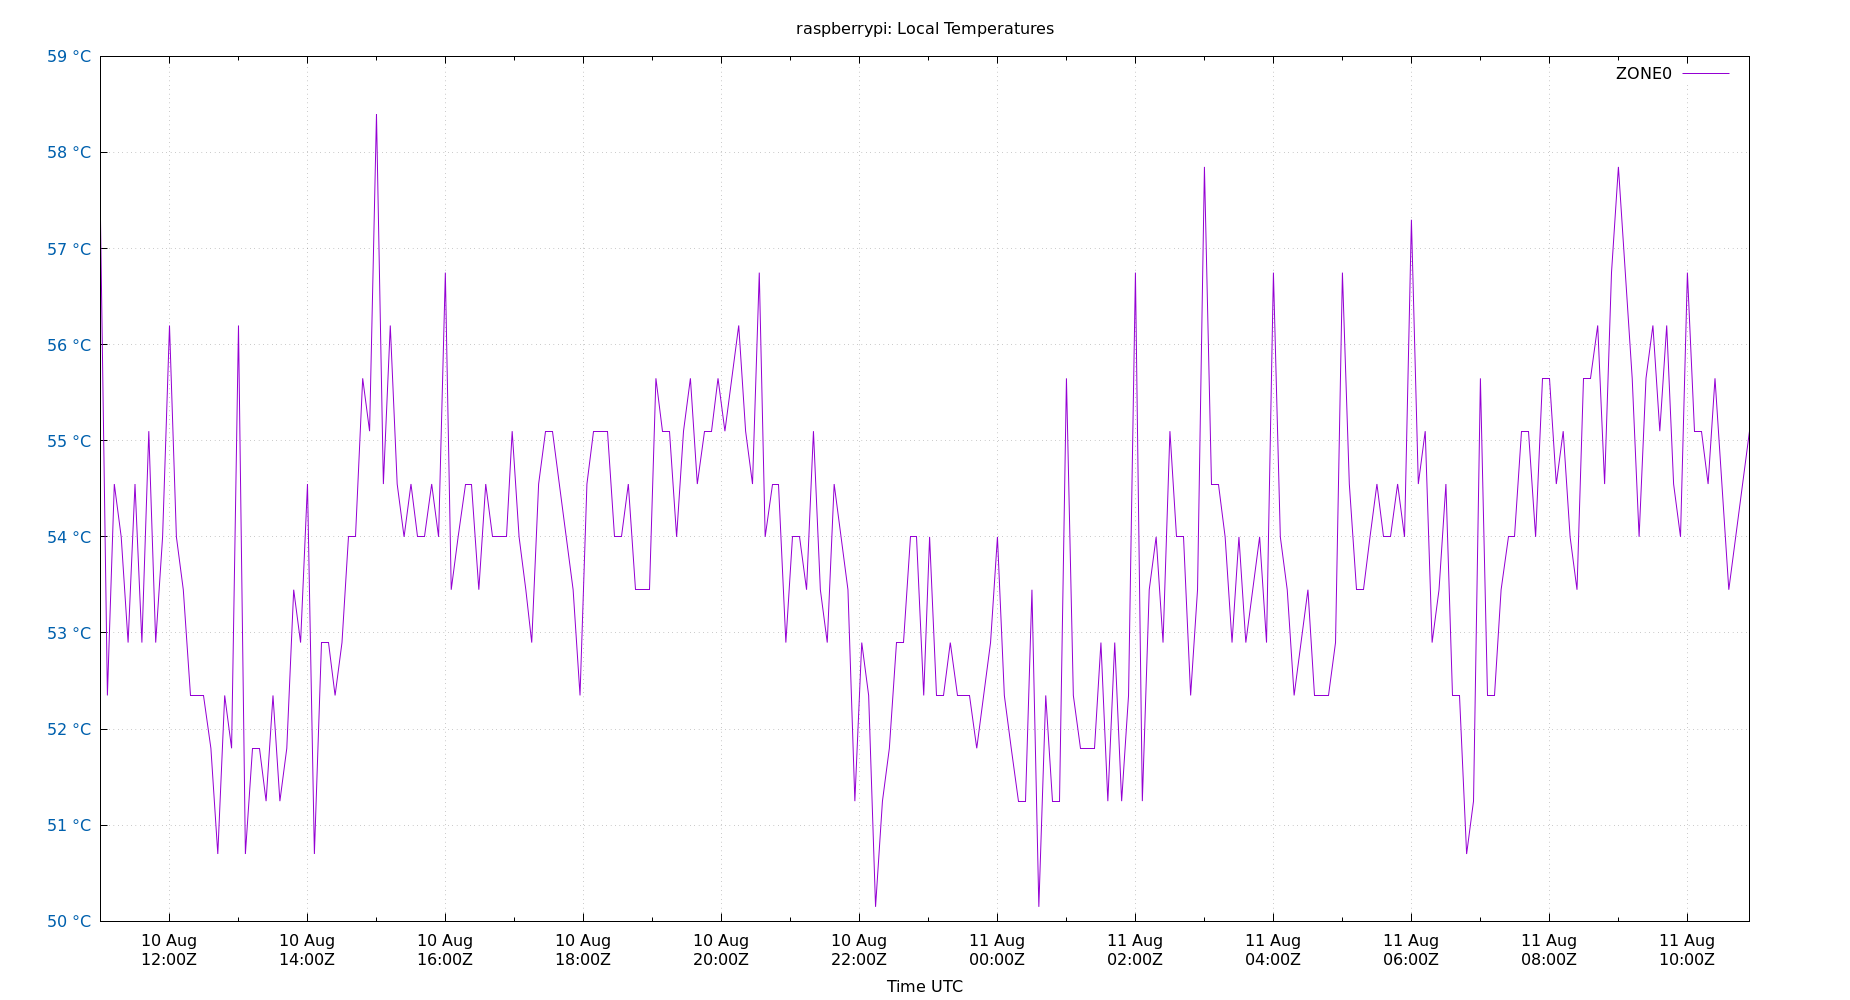 raspberrypi: Local Temperatures
59 °C
ZONE0
58 °C
57 °C
56 °C
55 °C
54 °C
53 °C
52 °C
51 °C
50 °C
10 Aug 10 Aug 10 Aug 10 Aug 10 Aug 10 Aug 11 Aug 11 Aug 11 Aug 11 Aug 11 Aug 11 Aug
12:00Z 14:00Z 16:00Z 18:00Z 20:00Z 22:00Z 00:00Z 02:00Z 04:00Z 06:00Z 08:00Z 10:00Z
Time UTC